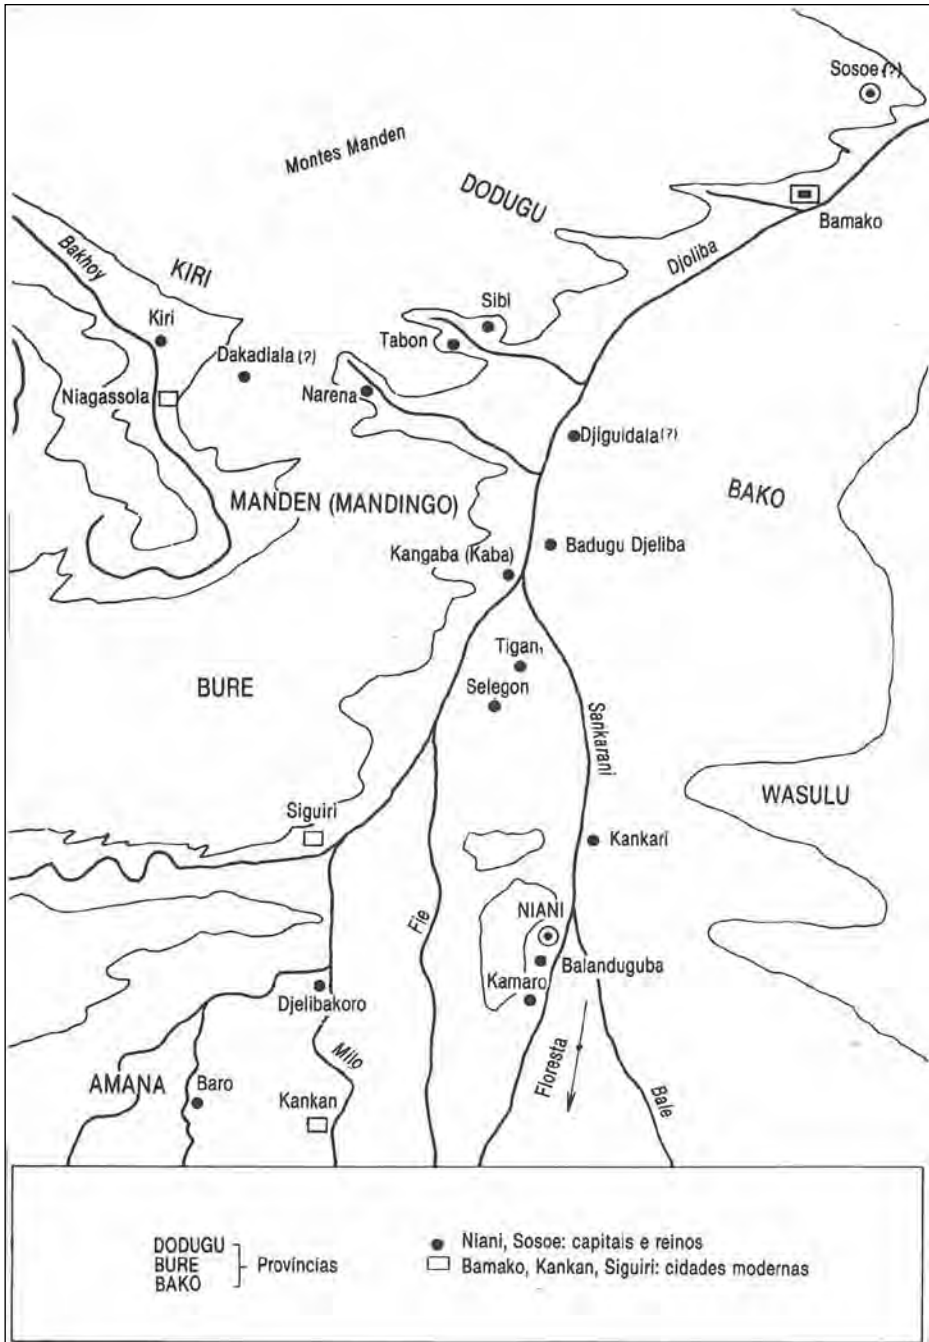 Sosoe (?)
Montes Manden
DODUGU
Bamako
Bakhoy
KIRI
Djoliba
Kiri
Sibi
Tabon
Dakadiala (?)
Niagassola
Narena
Djiguidala (?)
MANDEN (MANDINGO)
BAKO
Kangaba (Kaba)
Badugu Djeliba
Tigan
BURE
Selegon
Sankarani
WASULU
Siguiri
Kankari
Fie
NIANI
Balanduguba
Kamaro
Djelibakoro
Milo
Floresta
AMANA
Baro
Kankan
Bale
DODUGU
BURE
BAKO
Províncias
Niani, Sosoe: capitais e reinos
Bamako, Kankan, Siguiri: cidades modernas